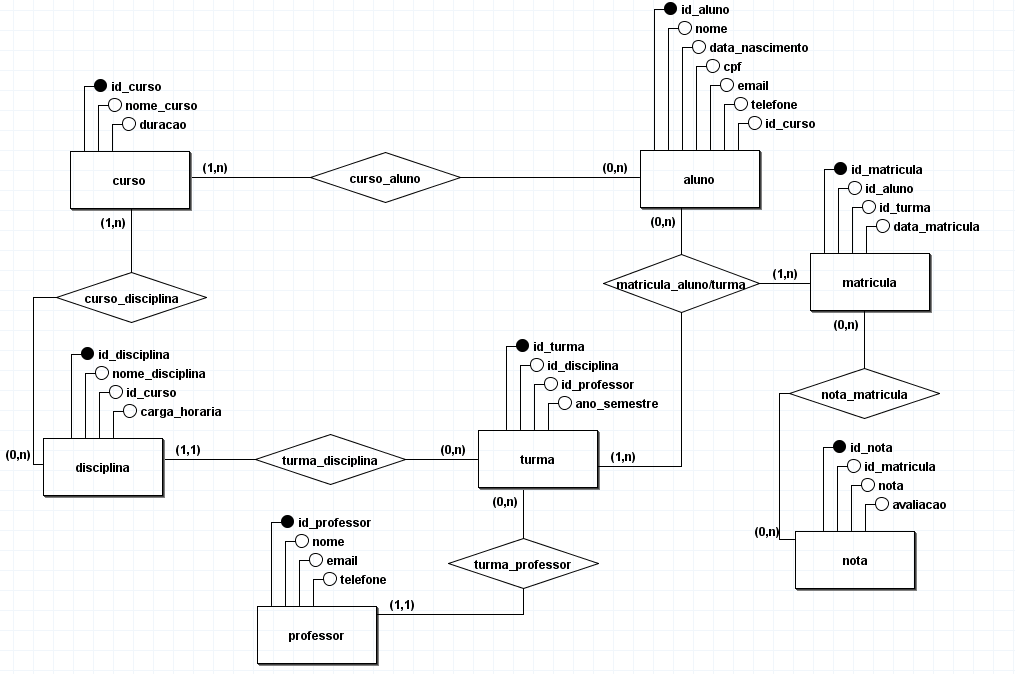 id_aluno
nome
data_nascimento
cpf
email
telefone
id_curso
aluno
id_curso
nome_curso
duracao
curso
(1,n)
curso_aluno
(0,n)
(1,n)
curso_disciplina
(0,n)
(0,n)
matricula_aluno/turma
(1,n)
(1,n)
id_matricula
id_aluno
id_turma
data_matricula
matricula
(0,n)
nota_matricula
(0,n)
id_disciplina
nome_disciplina
id_curso
carga_horaria
disciplina
(1,1)
turma_disciplina
(0,n)
id_turma
id_disciplina
id_professor
ano_semestre
turma
(0,n)
turma_professor
(1,1)
id_professor
nome
email
telefone
professor
id_nota
id_matricula
nota
avaliacao
nota